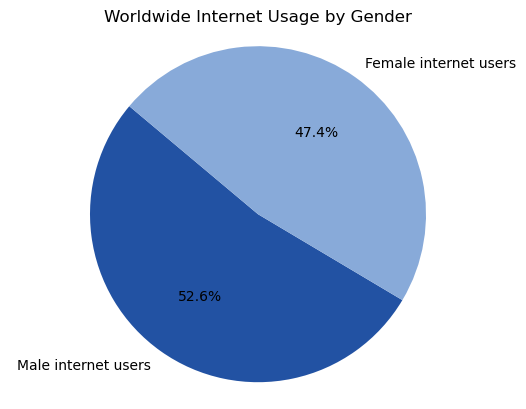 Worldwide Internet Usage by Gender
Female internet users
47.4%
52.6%
Male internet users